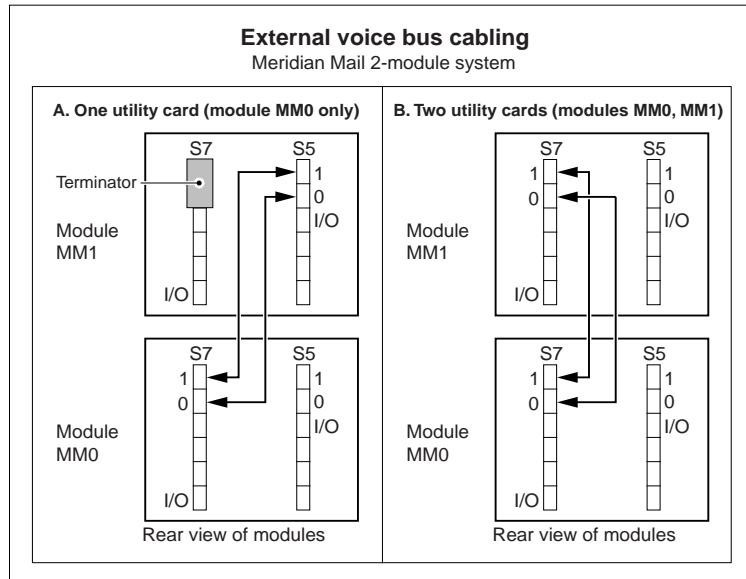 External voice bus cabling
Meridian Mail 2-module system
A. One utility card (module MM0 only)
S7
S5
Terminator
1
0
I/O
Module
MM1
I/O
S7
S5
1
0
1
0
I/O
Module
MM0
I/O
Rear view of modules
B. Two utility cards (modules MM0, MM1)
S7
S5
1
0
1
0
I/O
Module
MM1
I/O
S7
S5
1
0
1
0
I/O
Module
MM0
I/O
Rear view of modules